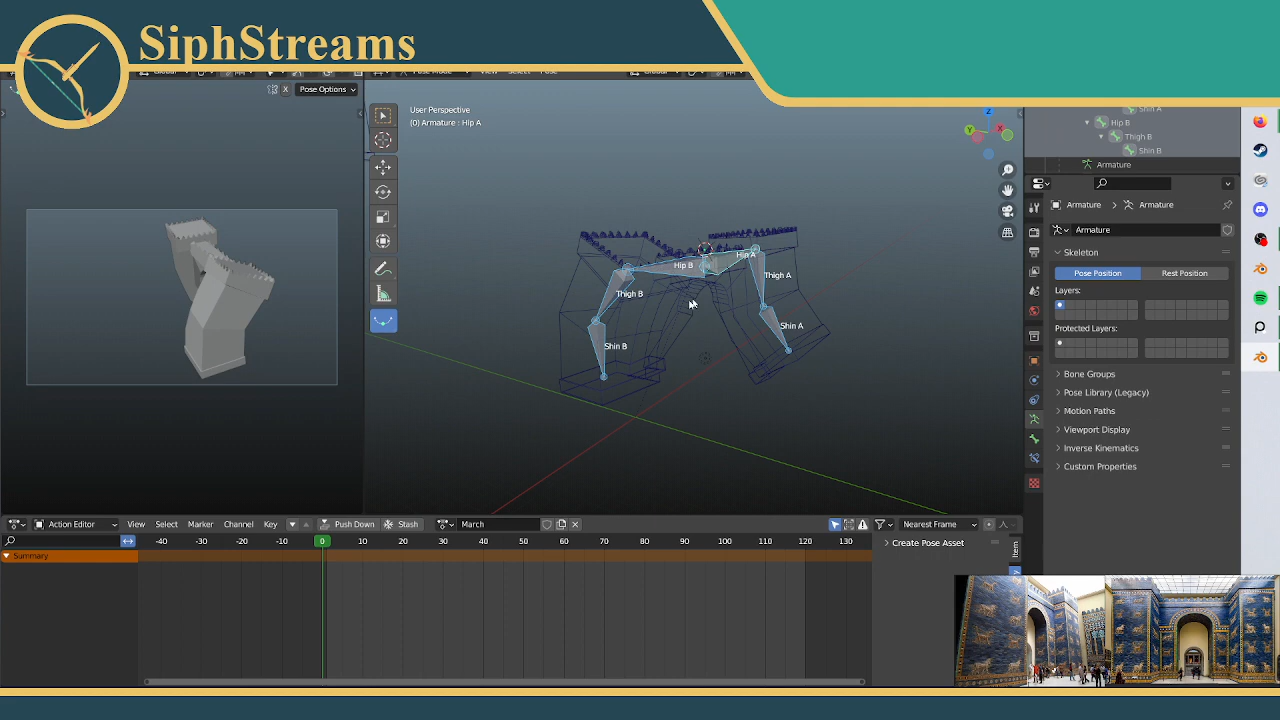 SiphStreams
Pose Options
User Perspective
(0) Armature : Hip A
Hip B
Hip A
Thigh B
Thigh A
Shin B
Shin A
Shin A
Hip B
Thigh B
Shin B
Armature
Armature
Armature
Armature
Skeleton
Pose Position
Rest Position
Layers:
Protected Layers:
Bone Groups
Pose Library (Legacy)
Motion Paths
Viewport Display
Inverse Kinematics
Custom Properties
Action Editor View Select Marker Channel Key Push Down Stash March Nearest Frame
-40 -30 -20 -10 0 10 20 30 40 50 60 70 80 90 100 110 120 130
Summary
Create Pose Asset
Item